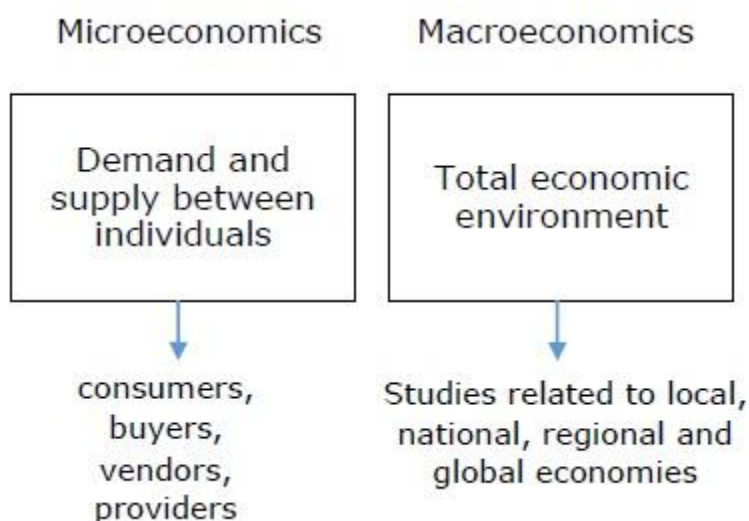 Microeconomics
Macroeconomics
Demand and
supply between
individuals
Total economic
environment
consumers,
buyers,
vendors,
providers
Studies related to local,
national, regional and
global economies